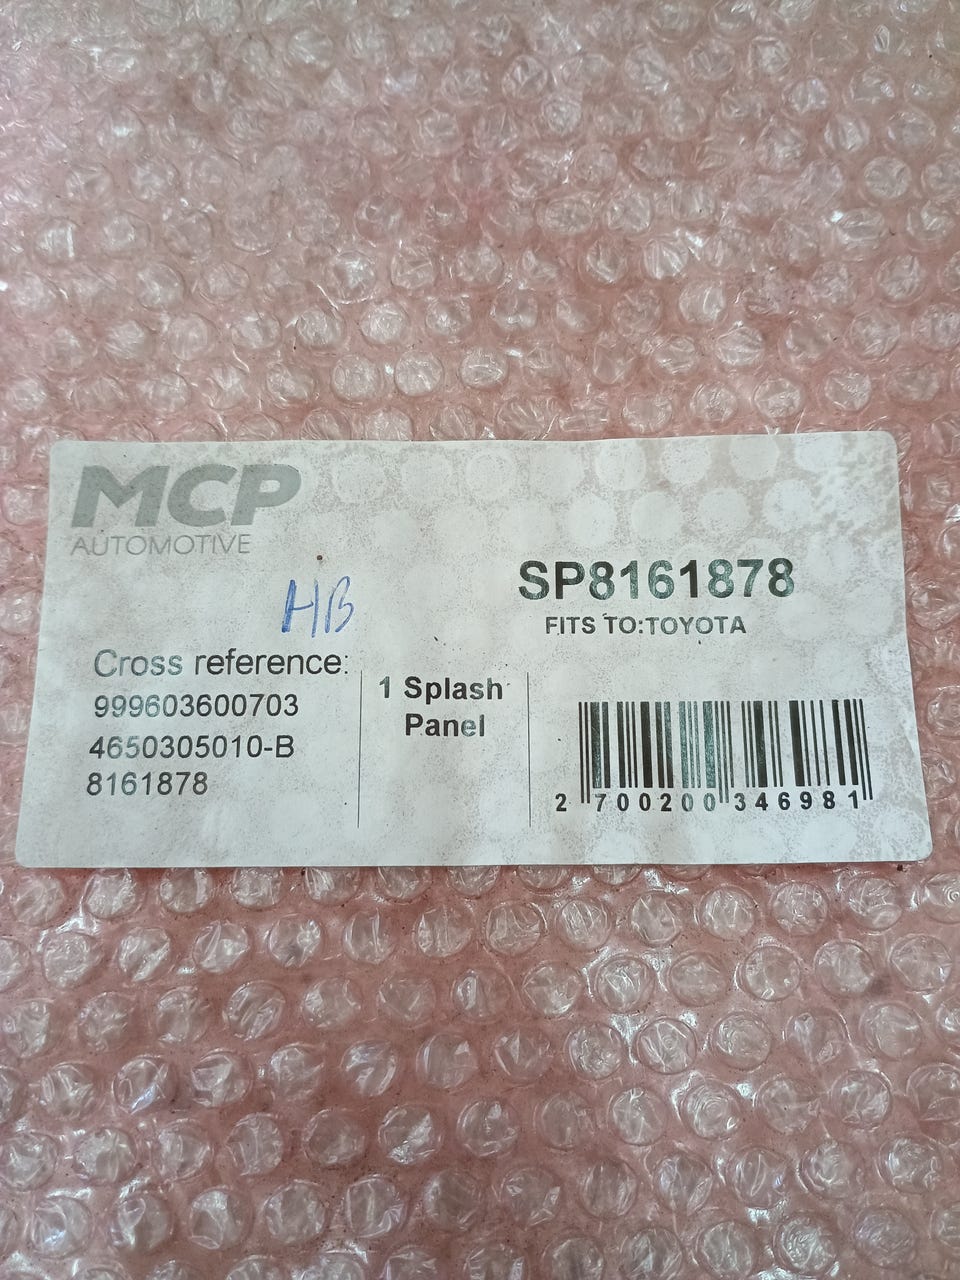 MCP
AUTOMOTIVE
HB
SP8161878
FITS TO:TOYOTA
Cross reference:
999603600703
4650305010-B
8161878
1 Splash
Panel
2 700200 346981